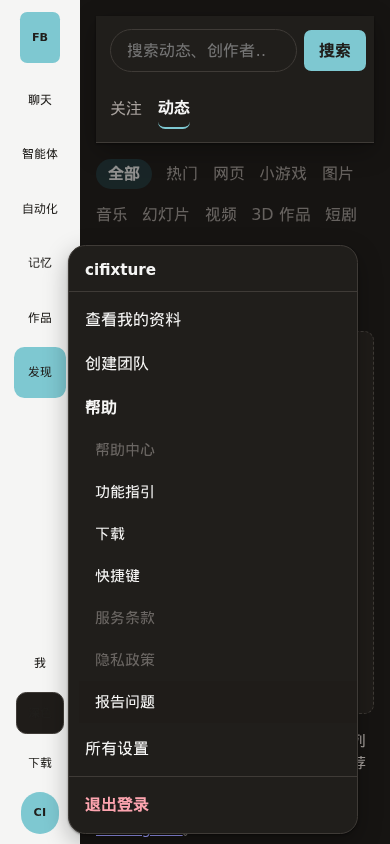 FB
聊天
智能体
自动化
记忆
作品
发现
我
下载
CI
搜索动态、创作者..
搜索
关注 动态
全部 热门 网页 小游戏 图片
音乐 幻灯片 视频 3D 作品 短剧
cifixture
查看我的资料
创建团队
帮助
帮助中心
功能指引
下载
快捷键
服务条款
隐私政策
报告问题
所有设置
退出登录